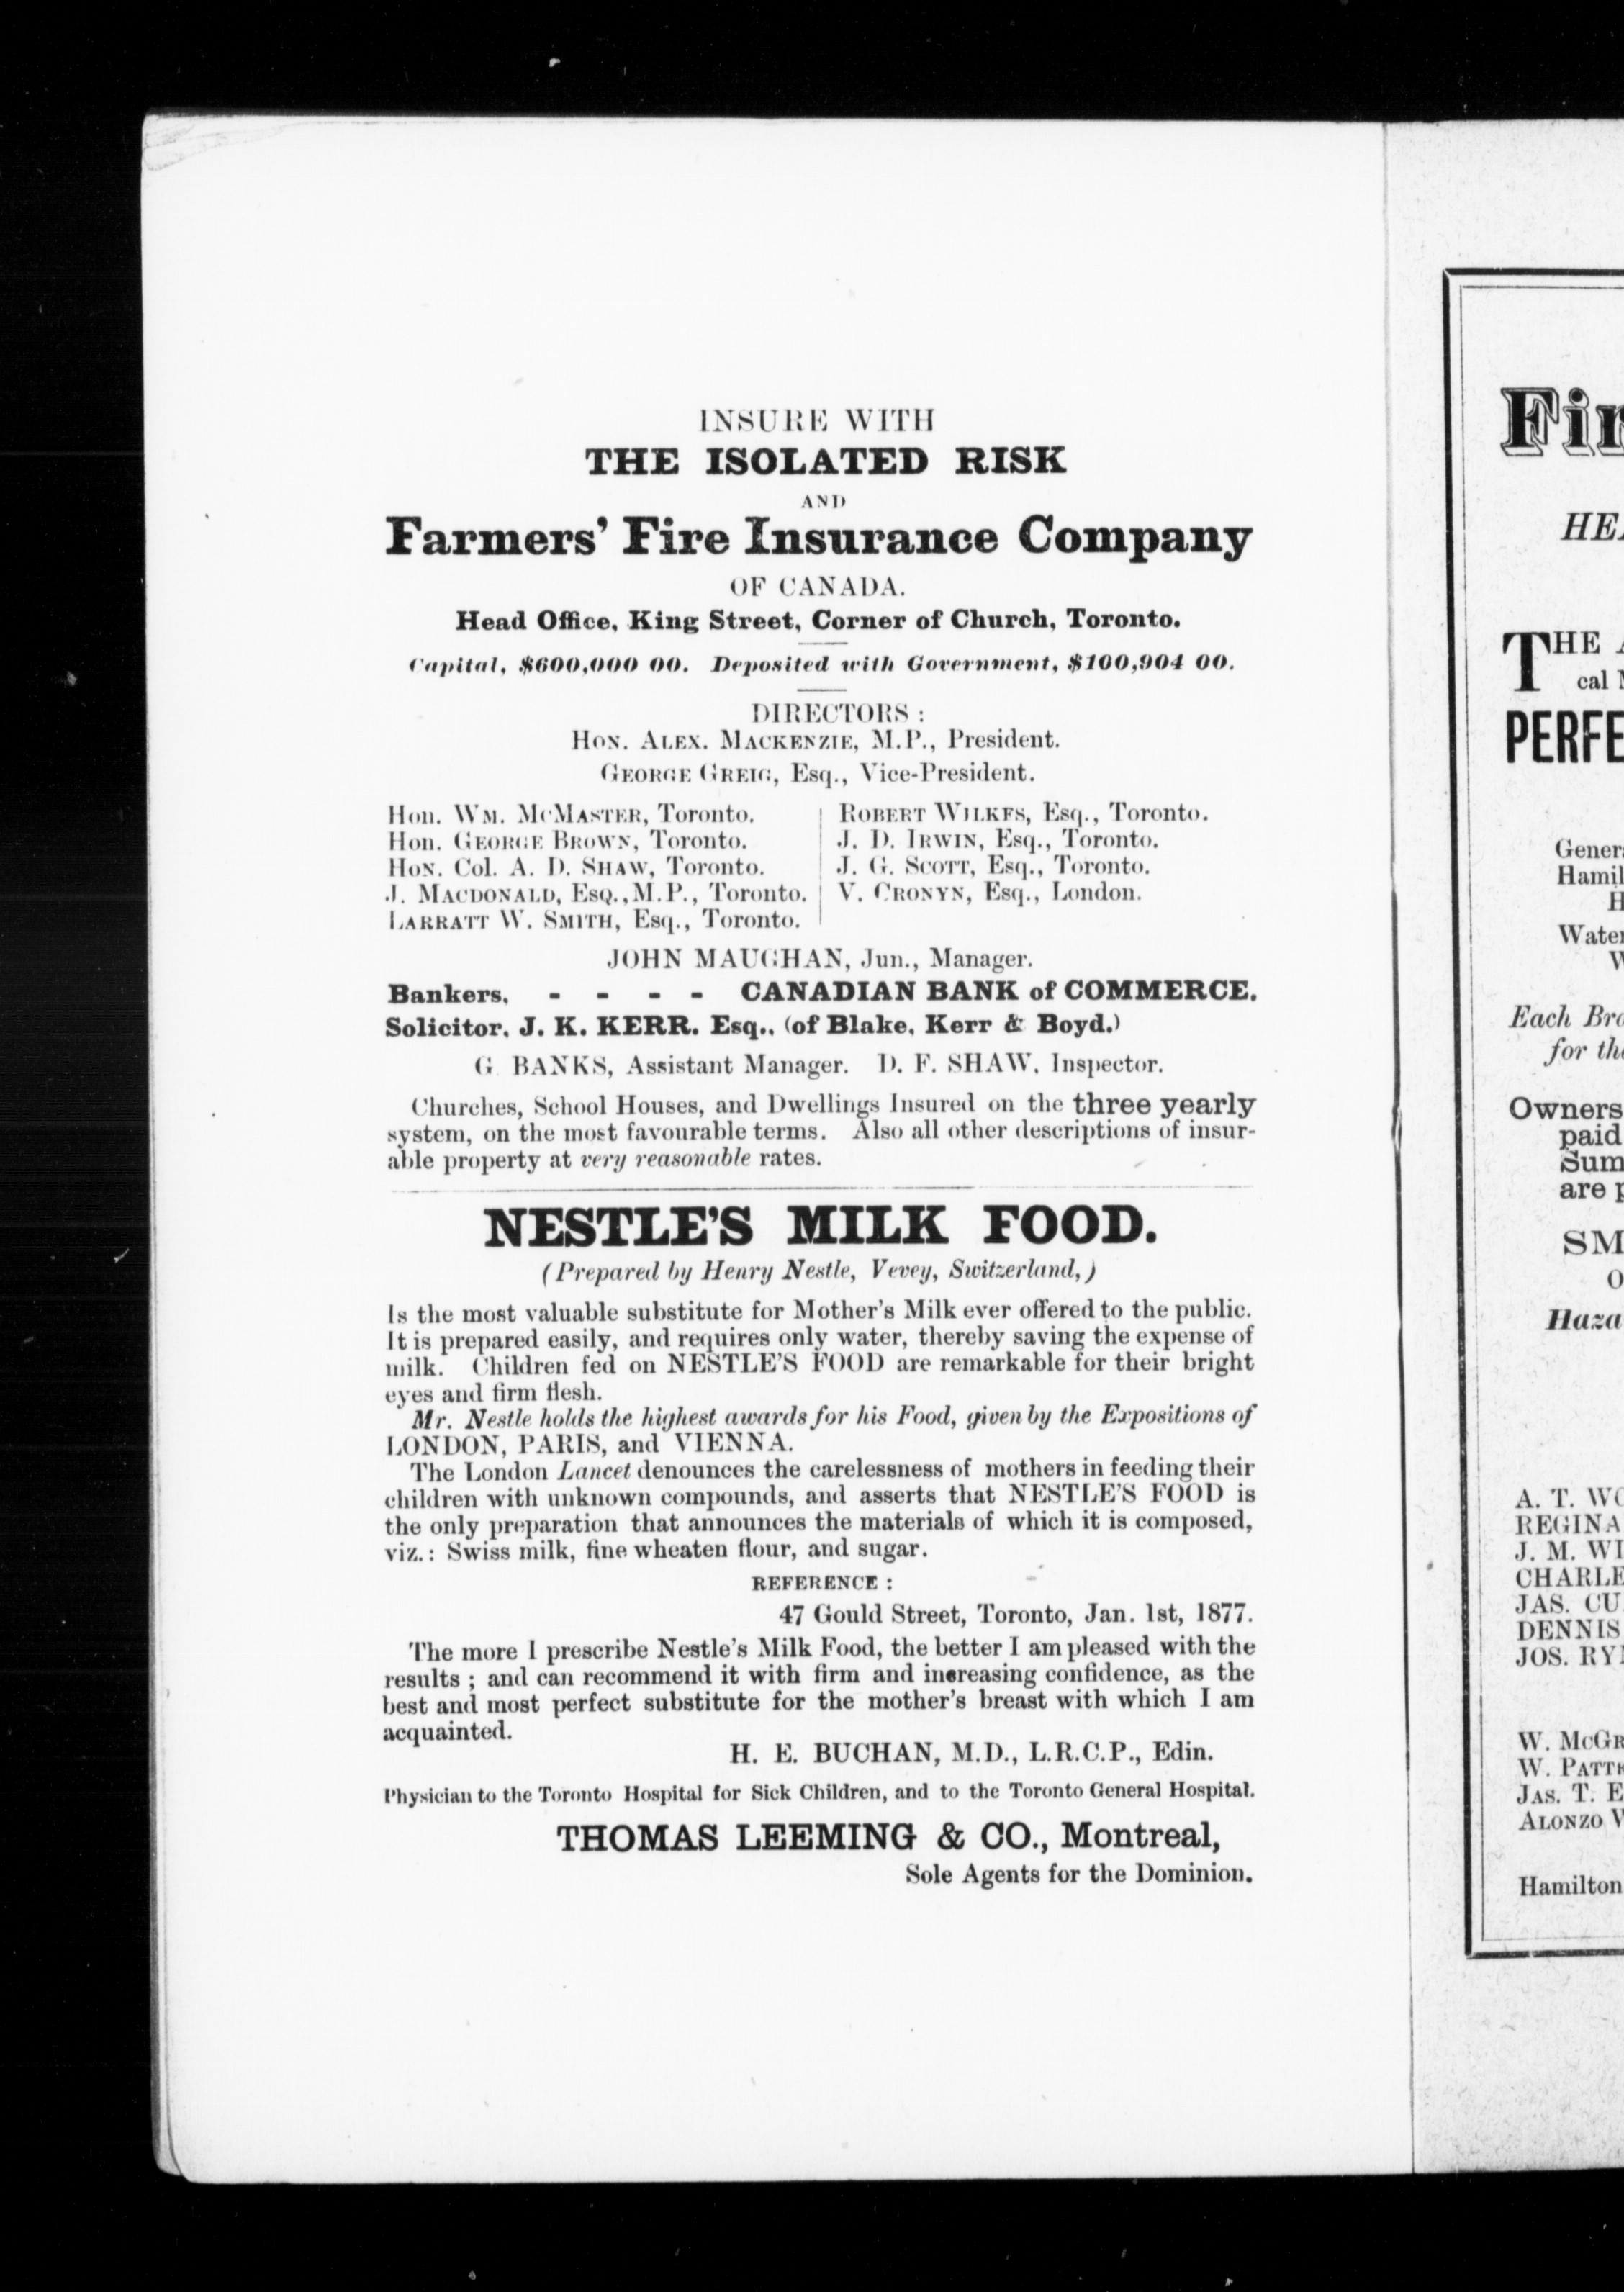 INSURE WITH
THE ISOLATED RISK
AND
Farmers' Fire Insurance Company
OF CANADA.
Head Office, King Street, Corner of Church, Toronto.
Capital, $600,000 00. Deposited with Government, $100,904 00.
DIRECTORS :
HON. ALEX. MACKENZIE, M.P., President.
GEORGE GREIG, Esq., Vice-President.
Hon. WM. MCMASTER, Toronto.
Hon. GEORGE BROWN, Toronto.
HON. Col. A. D. SHAW, Toronto.
J. MACDONALD, ESQ., M.P., Toronto.
LARRATT W. SMITH, Esq., Toronto.
ROBERT WILKES, Esq., Toronto.
J. D. IRWIN, Esq., Toronto.
J. G. SCOTT, Esq., Toronto.
V. CRONYN, Esq., London.
JOHN MAUGHAN, Jun., Manager.
Bankers, - - - - CANADIAN BANK of COMMERCE.
Solicitor, J. K. KERR, Esq., (of Blake, Kerr & Boyd.)
G. BANKS, Assistant Manager. D. F. SHAW, Inspector.
Churches, School Houses, and Dwellings Insured on the three yearly
system, on the most favourable terms. Also all other descriptions of insur-
able property at very reasonable rates.
NESTLE'S MILK FOOD.
(Prepared by Henry Nestle, Vevey, Switzerland,)
Is the most valuable substitute for Mother's Milk ever offered to the public.
It is prepared easily, and requires only water, thereby saving the expense of
milk. Children fed on NESTLE'S FOOD are remarkable for their bright
eyes and firm flesh.
Mr. Nestle holds the highest awards for his Food, given by the Expositions of
LONDON, PARIS, and VIENNA.
The London Lancet denounces the carelessness of mothers in feeding their
children with unknown compounds, and asserts that NESTLE'S FOOD is
the only preparation that announces the materials of which it is composed,
viz.: Swiss milk, fine wheaten flour, and sugar.
REFERENCE :
47 Gould Street, Toronto, Jan. 1st, 1877.
The more I prescribe Nestle's Milk Food, the better I am pleased with the
results ; and can recommend it with firm and increasing confidence, as the
best and most perfect substitute for the mother's breast with which I am
acquainted.
H. E. BUCHAN, M.D., L.R.C.P., Edin.
Physician to the Toronto Hospital for Sick Children, and to the Toronto General Hospital.
THOMAS LEEMING & CO., Montreal,
Sole Agents for the Dominion.
THE
cal
Each
for
Owners
paid
are
A. T.
J. M.
JAS.
DENNIS
JOS.
W.
W.
JAS. T.
ALONZO
Hamilton